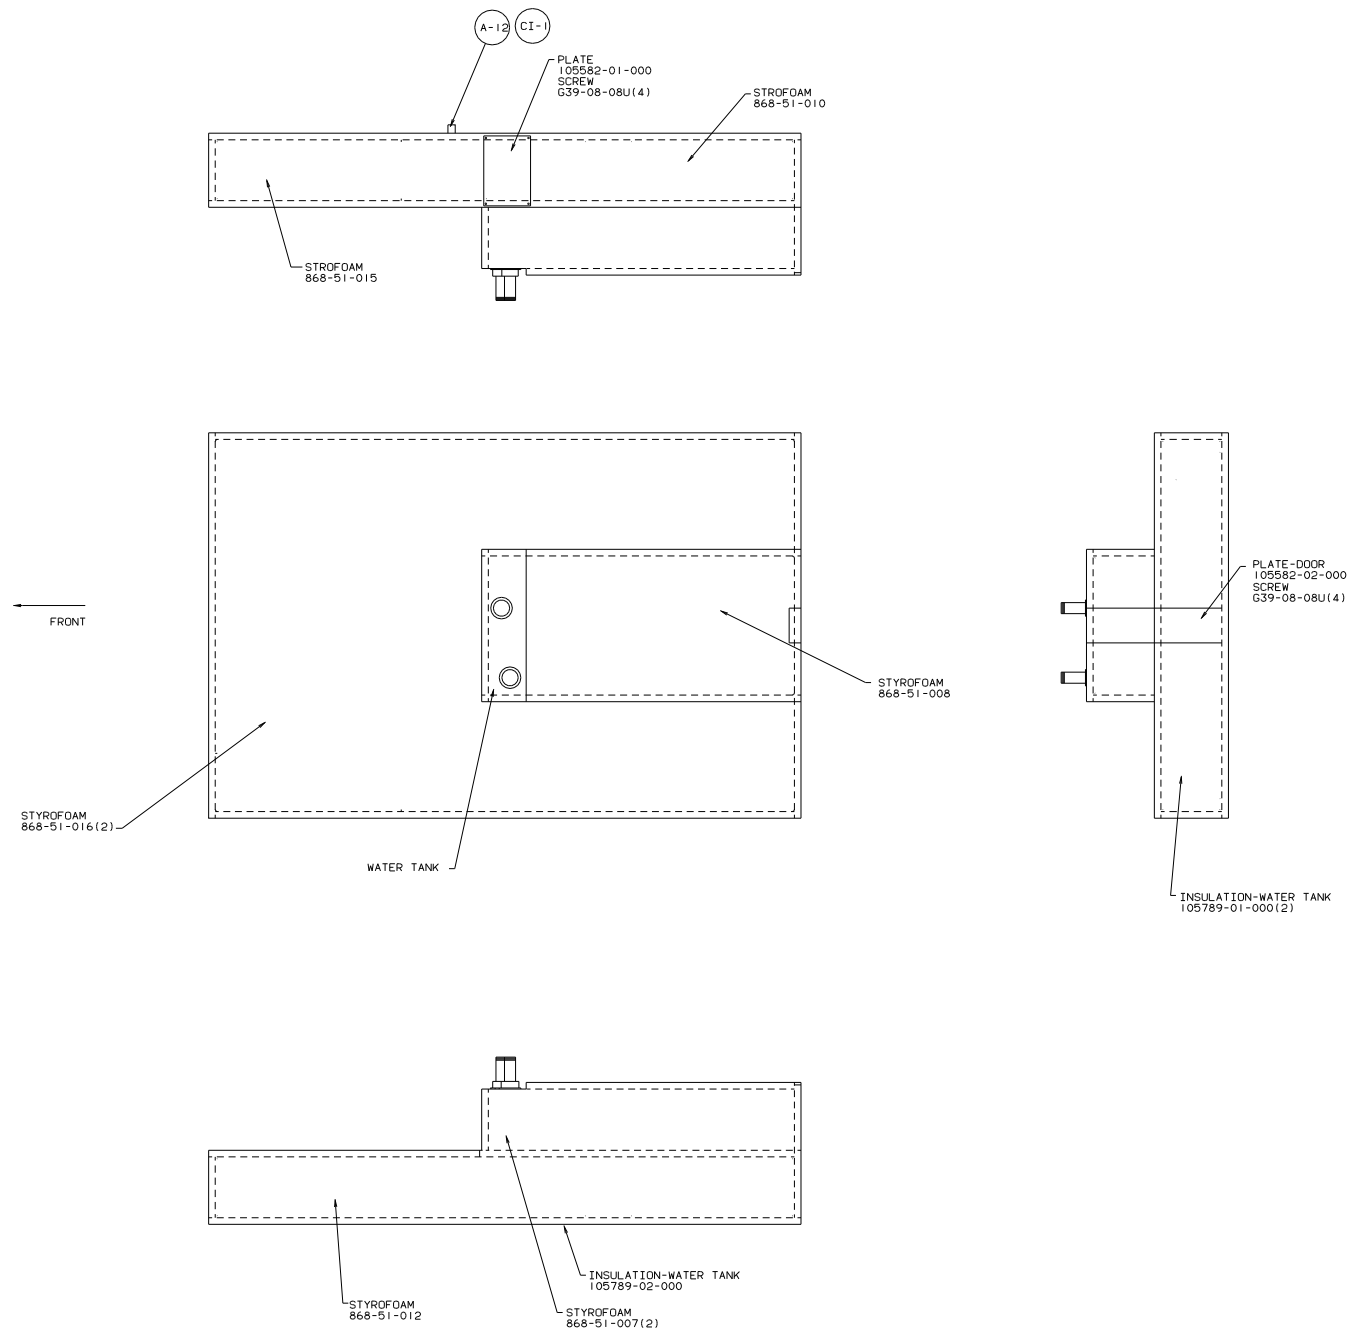 A-12
CI-1
PLATE
105582-01-000
SCREW
G39-08-08U(4)
STROFOAM
868-51-010
STROFOAM
868-51-015
FRONT
PLATE-DOOR
105582-02-000
SCREW
G39-08-08U(4)
STYROFOAM
868-51-008
STYROFOAM
868-51-016(2)
WATER TANK
INSULATION-WATER TANK
105789-01-000(2)
INSULATION-WATER TANK
105789-02-000
STYROFOAM
868-51-012
STYROFOAM
868-51-007(2)